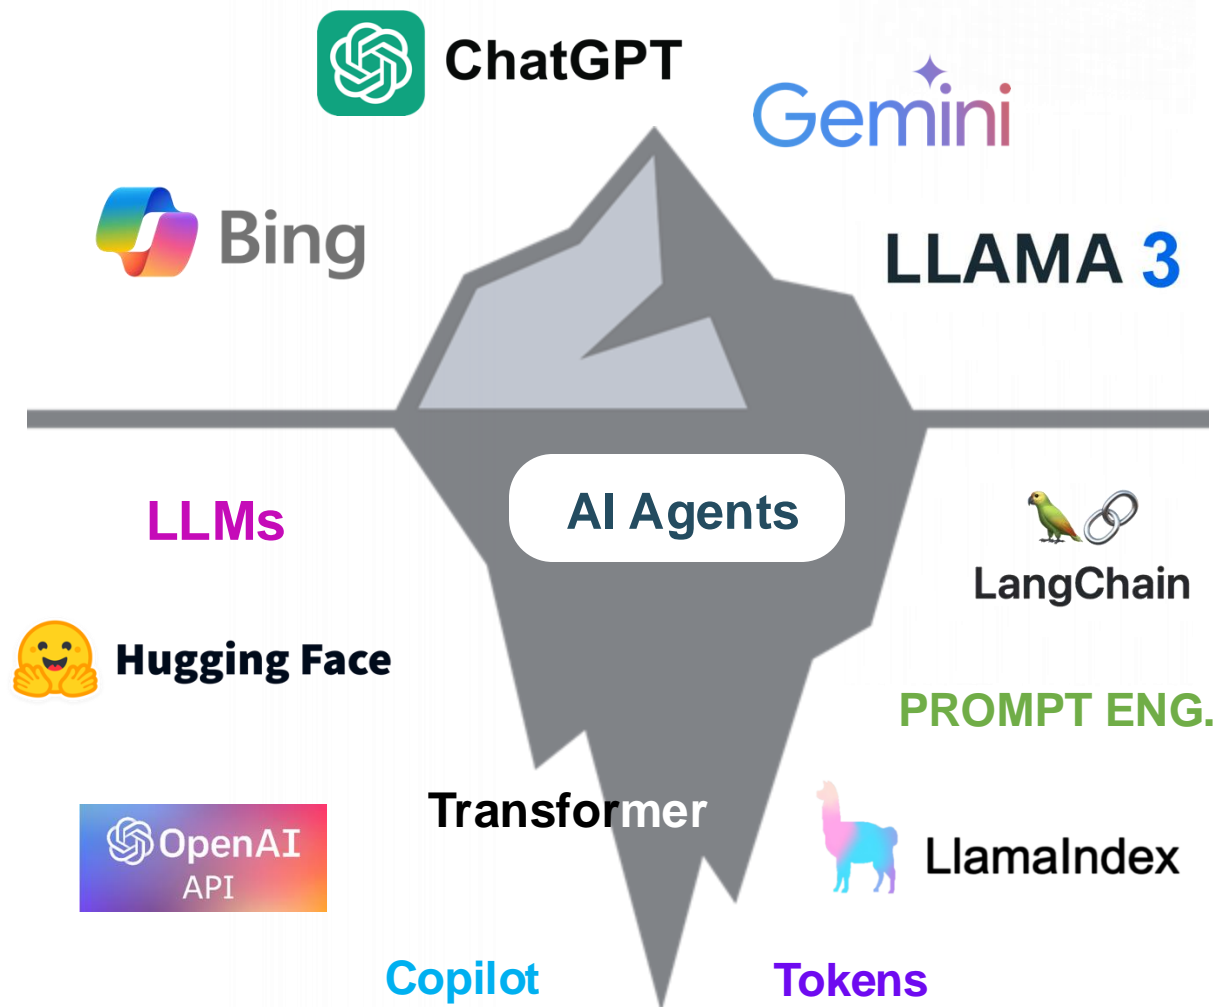 ChatGPT
Gemini
Bing
LLAMA 3
AI Agents
LLMs
LangChain
Hugging Face
PROMPT ENG.
Transformer
OpenAI
API
LlamaIndex
Copilot
Tokens